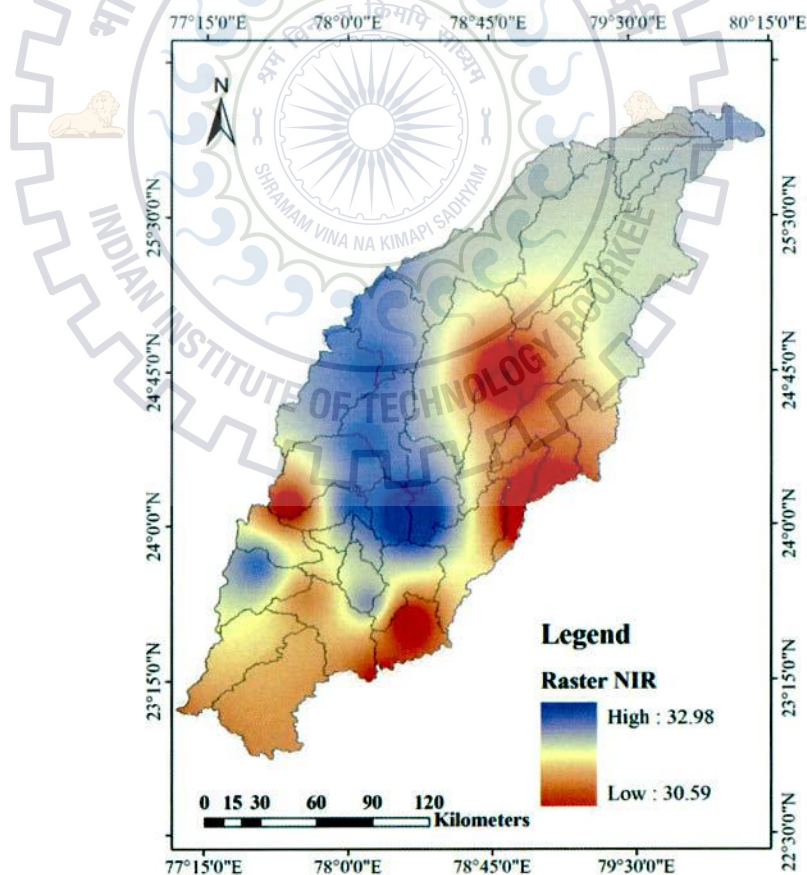 77°15'0"E 78°0'0"E 78°45'0"E 79°30'0"E 80°15'0"E
श्रमं विना न किमपि साध्यम्
N
SHRAMAM VINA NA KIMAPI SADHYAM
INDIAN INSTITUTE OF TECHNOLOGY ROORKEE
25°30'0"N
24°45'0"N
24°0'0"N
23°15'0"N
25°30'0"N
24°45'0"N
24°0'0"N
23°15'0"N
22°30'0"N
Legend
Raster NIR
High : 32.98
Low : 30.59
0 15 30 60 90 120
Kilometers
77°15'0"E 78°0'0"E 78°45'0"E 79°30'0"E